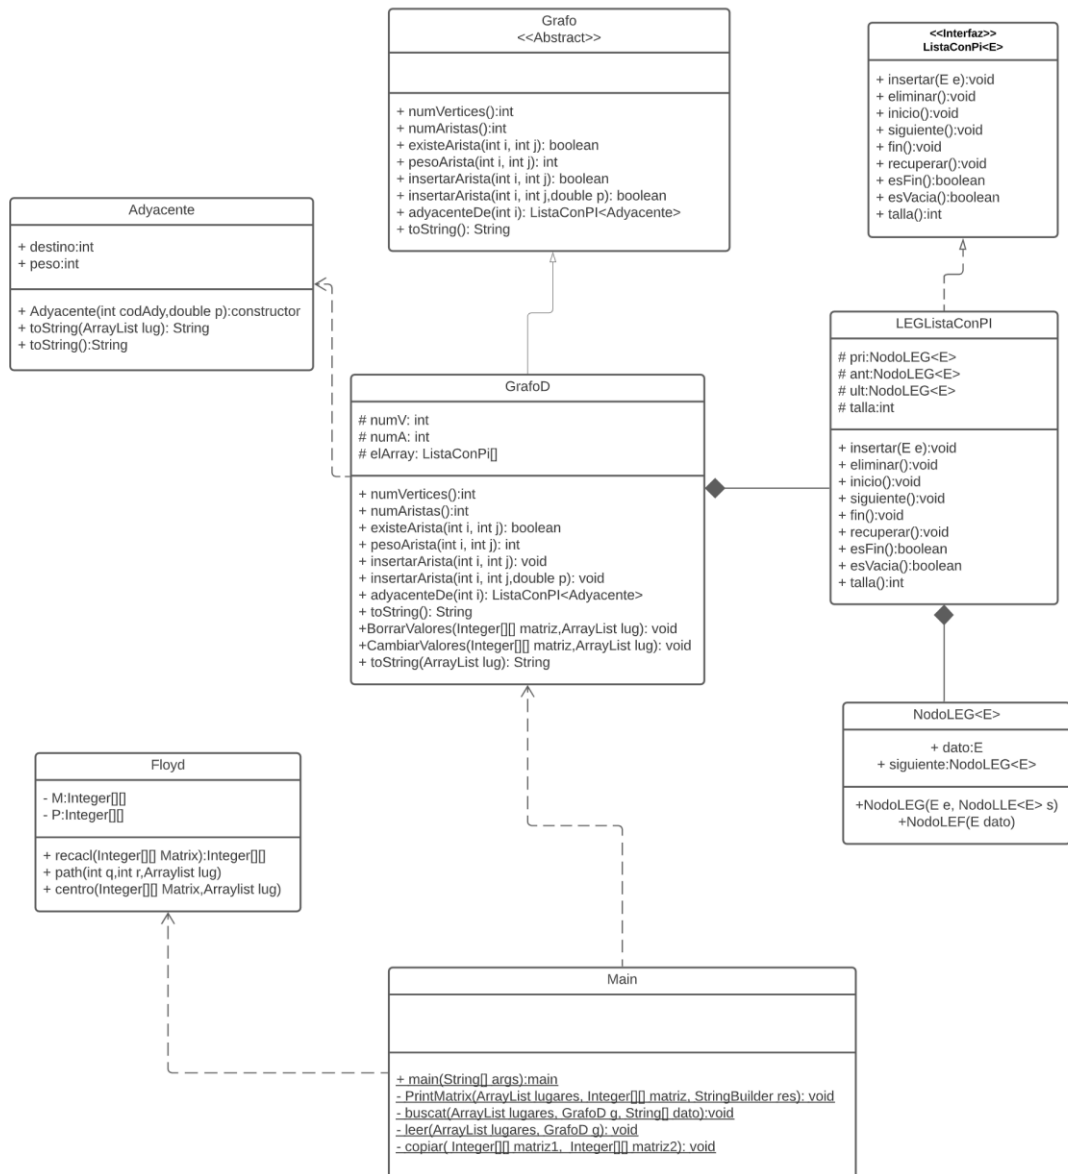 Grafo
<<Abstract>>
+ numVertices():int
+ numAristas():int
+ existeArista(int i, int j): boolean
+ pesoArista(int i, int j): int
+ insertarArista(int i, int j): boolean
+ insertarArista(int i, int j,double p): boolean
+ adyacenteDe(int i): ListaConPI<Adyacente>
+ toString(): String
<<Interfaz>>
ListaConPi<E>
+ insertar(E e):void
+ eliminar():void
+ inicio():void
+ siguiente():void
+ fin():void
+ recuperar():void
+ esFin():boolean
+ esVacia():boolean
+ talla():int
Adyacente
+ destino:int
+ peso:int
+ Adyacente(int codAdy,double p):constructor
+ toString(ArrayList lug): String
+ toString():String
LEGListaConPI
# pri:NodoLEG<E>
# ant:NodoLEG<E>
# ult:NodoLEG<E>
# talla:int
+ insertar(E e):void
+ eliminar():void
+ inicio():void
+ siguiente():void
+ fin():void
+ recuperar():void
+ esFin():boolean
+ esVacia():boolean
+ talla():int
GrafoD
# numV: int
# numA: int
# elArray: ListaConPi[]
+ numVertices():int
+ numAristas():int
+ existeArista(int i, int j): boolean
+ pesoArista(int i, int j): int
+ insertarArista(int i, int j): void
+ insertarArista(int i, int j,double p): void
+ adyacenteDe(int i): ListaConPI<Adyacente>
+ toString(): String
+BorrarValores(Integer[][] matriz,ArrayList lug): void
+CambiarValores(Integer[][] matriz,ArrayList lug): void
+ toString(ArrayList lug): String
NodoLEG<E>
+ dato:E
+ siguiente:NodoLEG<E>
+NodoLEG(E e, NodoLLE<E> s)
+NodoLEF(E dato)
Floyd
- M:Integer[][]
- P:Integer[][]
+ recacl(Integer[][] Matrix):Integer[][]
+ path(int q,int r,Arraylist lug)
+ centro(Integer[][] Matrix,Arraylist lug)
Main
+ main(String[] args):main
- PrintMatrix(ArrayList lugares, Integer[][] matriz, StringBuilder res): void
- buscat(ArrayList lugares, GrafoD g, String[] dato):void
- leer(ArrayList lugares, GrafoD g): void
- copiar( Integer[][] matriz1, Integer[][] matriz2): void